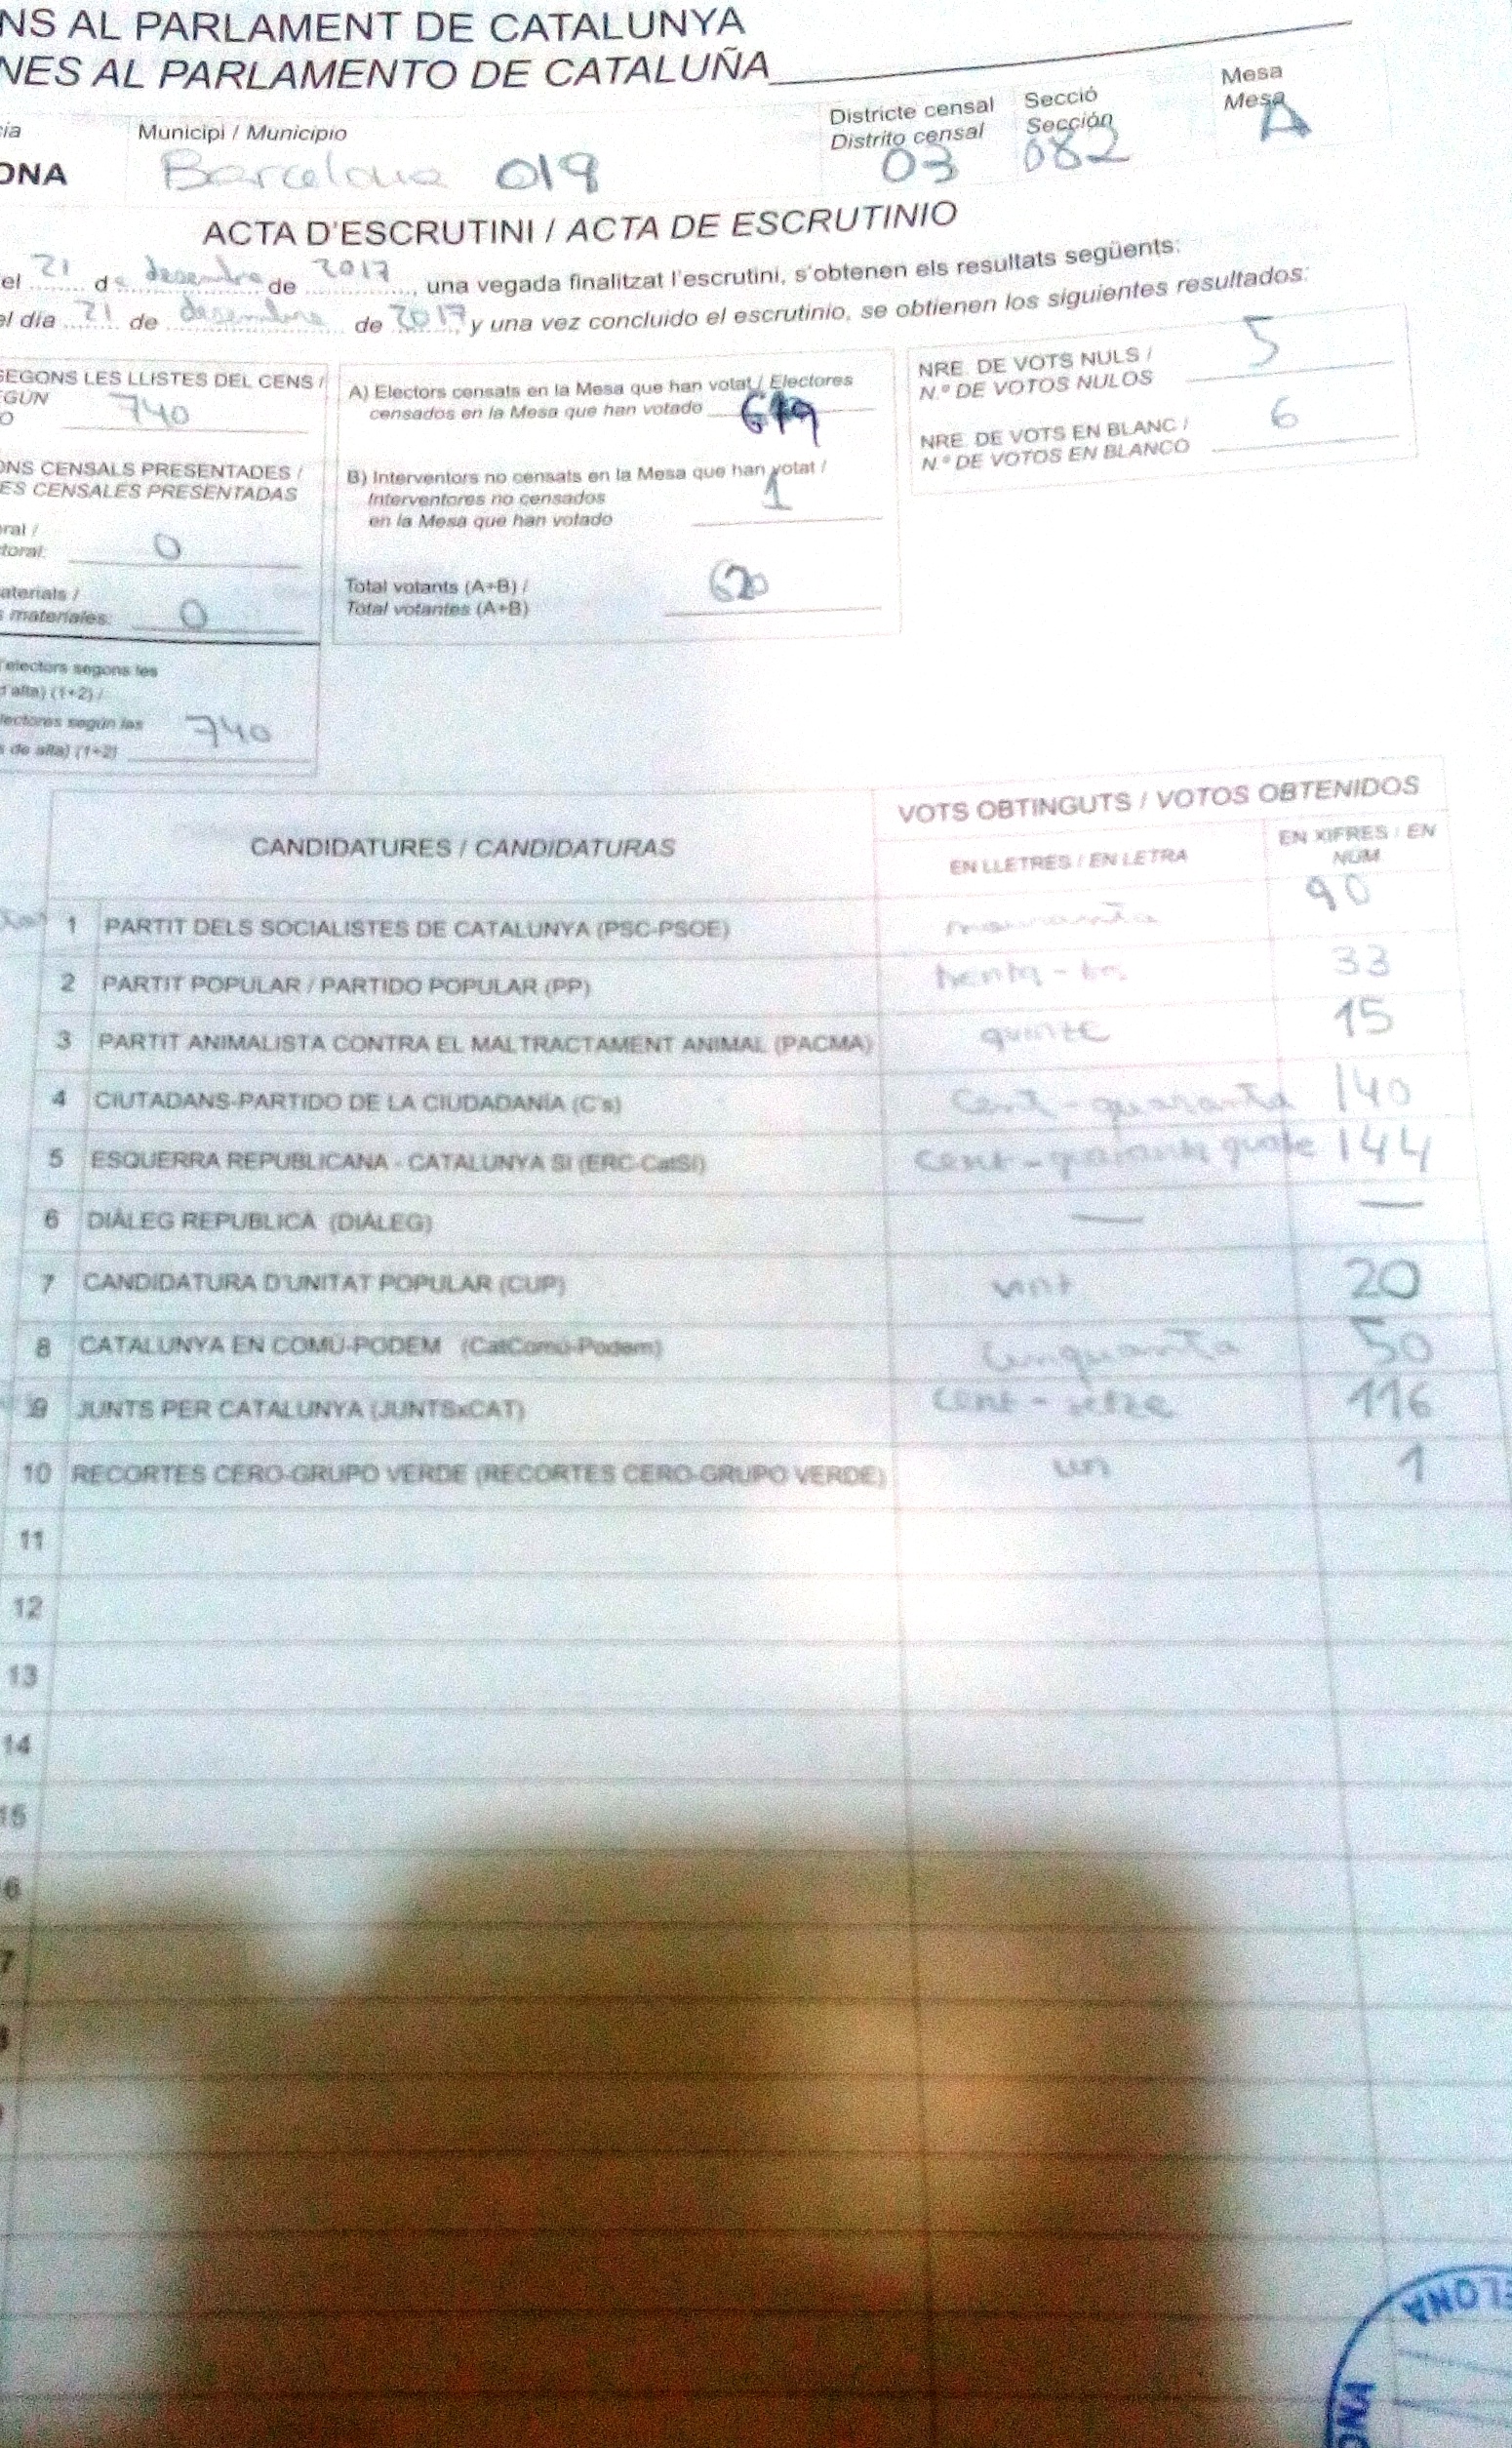 NS AL PARLAMENT DE CATALUNYA
NES AL PARLAMENTO DE CATALUÑA
Municipi / Municipio
Districte censal
Distrito censal
Secció
Sección
Mesa
Mesa
ONA
Barcelona 019
03
082
A
ACTA D'ESCRUTINI / ACTA DE ESCRUTINIO
el 21 de desembre de 2017, una vegada finalitzat l'escrutini, s'obtenen els resultats següents:
el día 21 de desembre de 2017 y una vez concluido el escrutinio, se obtienen los siguientes resultados:
SEGONS LES LLISTES DEL CENS /
EGÚN
O
740
A) Electors censats en la Mesa que han votat / Electores
censados en la Mesa que han votado 619
NRE. DE VOTS NULS /
N.º DE VOTOS NULOS
5
NRE. DE VOTS EN BLANC /
N.º DE VOTOS EN BLANCO
6
ONS CENSALS PRESENTADES /
ES CENSALES PRESENTADAS
B) Interventors no censats en la Mesa que han votat /
Interventores no censados
en la Mesa que han votado
1
oral /
toral: 0
aterials /
s materiales: 0
Total votants (A+B) /
Total votantes (A+B)
620
electors segons les
d'alta) (1+2) /
lectores según las
s de alta) (1+2)
740
CANDIDATURES / CANDIDATURAS
VOTS OBTINGUTS / VOTOS OBTENIDOS
EN LLETRES / EN LETRA
EN XIFRES / EN
NÚM.
1 PARTIT DELS SOCIALISTES DE CATALUNYA (PSC-PSOE) 90
2 PARTIT POPULAR / PARTIDO POPULAR (PP) trenta-tres 33
3 PARTIT ANIMALISTA CONTRA EL MALTRACTAMENT ANIMAL (PACMA) quinze 15
4 CIUTADANS-PARTIDO DE LA CIUDADANÍA (C's) Cent-quaranta 140
5 ESQUERRA REPUBLICANA - CATALUNYA SÍ (ERC-CatSí) Cent-quaranta quatre 144
6 DIÀLEG REPUBLICÀ (DIÀLEG) — —
7 CANDIDATURA D'UNITAT POPULAR (CUP) vint 20
8 CATALUNYA EN COMÚ-PODEM (CatComú-Podem) Cinquanta 50
9 JUNTS PER CATALUNYA (JUNTSxCAT) Cent-setze 116
10 RECORTES CERO-GRUPO VERDE (RECORTES CERO-GRUPO VERDE) un 1
11
12
13
14
15
6
7